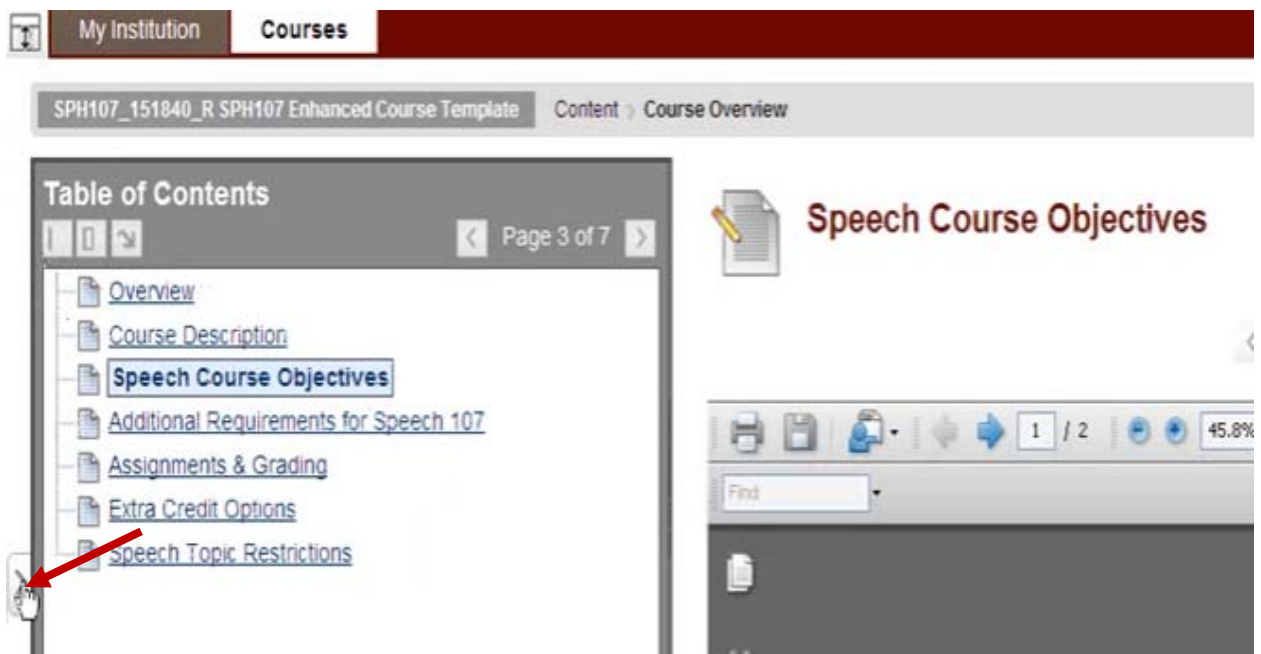 My Institution Courses
SPH107_151840_R SPH107 Enhanced Course Template Content > Course Overview
Table of Contents
Page 3 of 7
Overview
Course Description
Speech Course Objectives
Additional Requirements for Speech 107
Assignments & Grading
Extra Credit Options
Speech Topic Restrictions
Speech Course Objectives
1 / 2 45.8%
Find